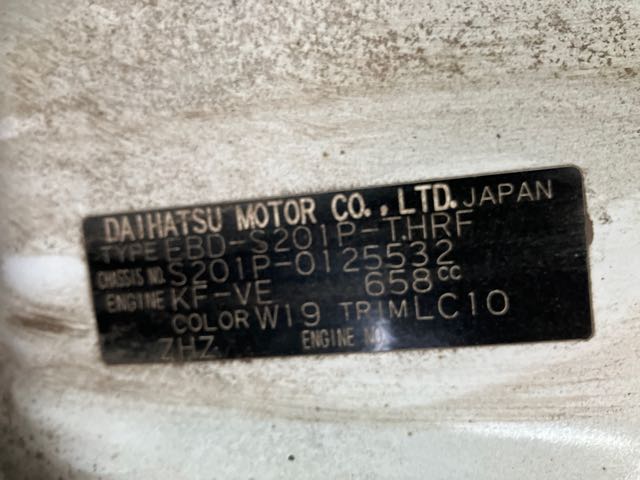 DAIHATSU MOTOR CO.,LTD. JAPAN
TYPE EBD-S201P-THRF
CHASSIS NO. S201P-0125532
ENGINE KF-VE 658cc
COLOR W19 TRIM LC10
ZHZ ENGINE NO.